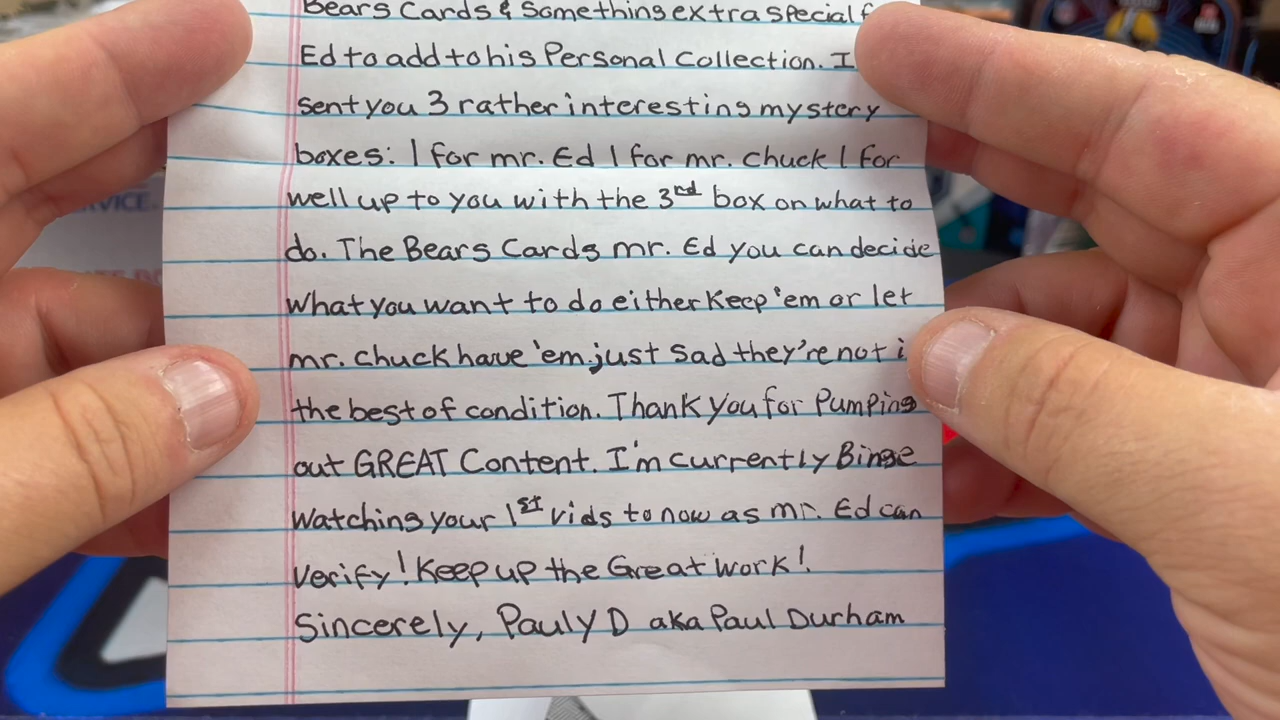 Bears Cards & Something extra special f
Ed to add to his Personal Collection. I
sent you 3 rather interesting mystery
boxes: 1 for mr. Ed 1 for mr. Chuck 1 for
well up to you with the 3rd box on what to
do. The Bears Cards mr. Ed you can decide
what you want to do either Keep 'em or let
mr. Chuck have 'em. just Sad they're not i
the best of condition. Thank You for Pumping
out GREAT Content. I'm currently Binge
Watching your 1st vids to now as mr. Ed can
Verify! Keep up the Great Work!
Sincerely, Pauly D aka Paul Durham